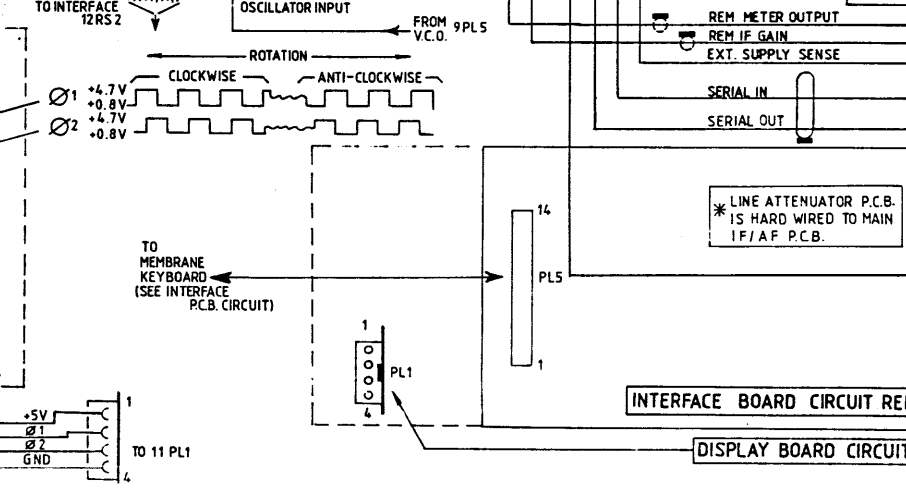 TO INTERFACE
12RS2
OSCILLATOR INPUT
FROM 9PL5
V.C.O.
REM METER OUTPUT
REM IF GAIN
EXT. SUPPLY SENSE
SERIAL IN
SERIAL OUT
ROTATION
CLOCKWISE
ANTI-CLOCKWISE
Ø1 +4.7V
+0.8V
Ø2 +4.7V
+0.8V
* LINE ATTENUATOR P.C.B.
IS HARD WIRED TO MAIN
IF/AF P.C.B.
TO
MEMBRANE
KEYBOARD
(SEE INTERFACE
P.C.B. CIRCUIT)
14
PL5
1
1
PL1
4
INTERFACE BOARD CIRCUIT
DISPLAY BOARD CIRCUIT
+5V
Ø1
Ø2
GND
1
TO 11 PL1
4